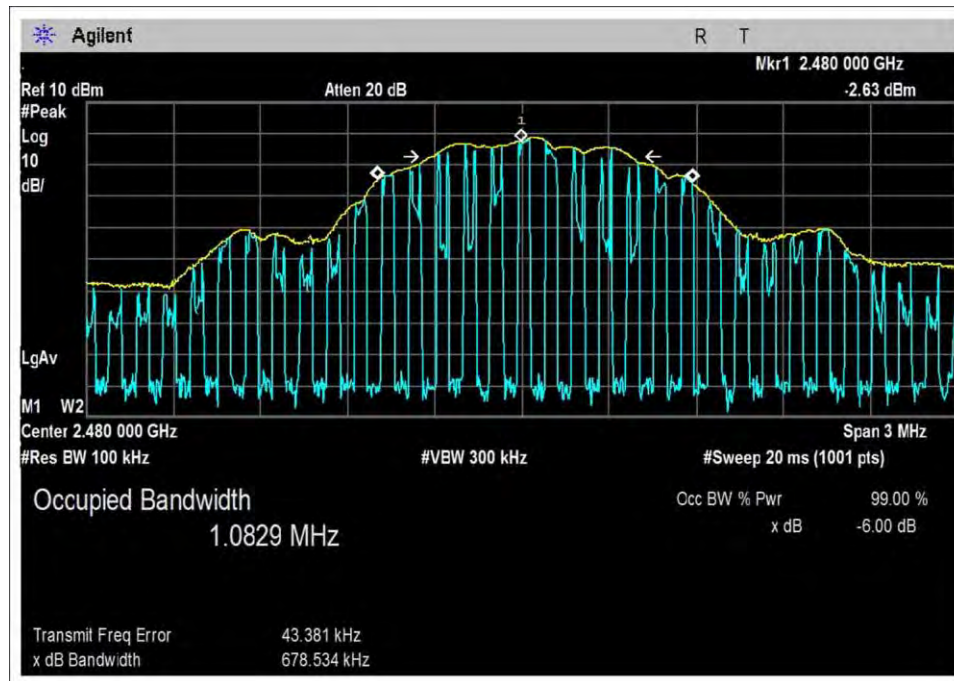 Agilent R T
Mkr1 2.480 000 GHz
Ref 10 dBm Atten 20 dB -2.63 dBm
#Peak
Log
10
dB/
1
LgAv
M1 W2
Center 2.480 000 GHz Span 3 MHz
#Res BW 100 kHz #VBW 300 kHz #Sweep 20 ms (1001 pts)
Occupied Bandwidth Occ BW % Pwr 99.00 %
1.0829 MHz x dB -6.00 dB
Transmit Freq Error 43.381 kHz
x dB Bandwidth 678.534 kHz